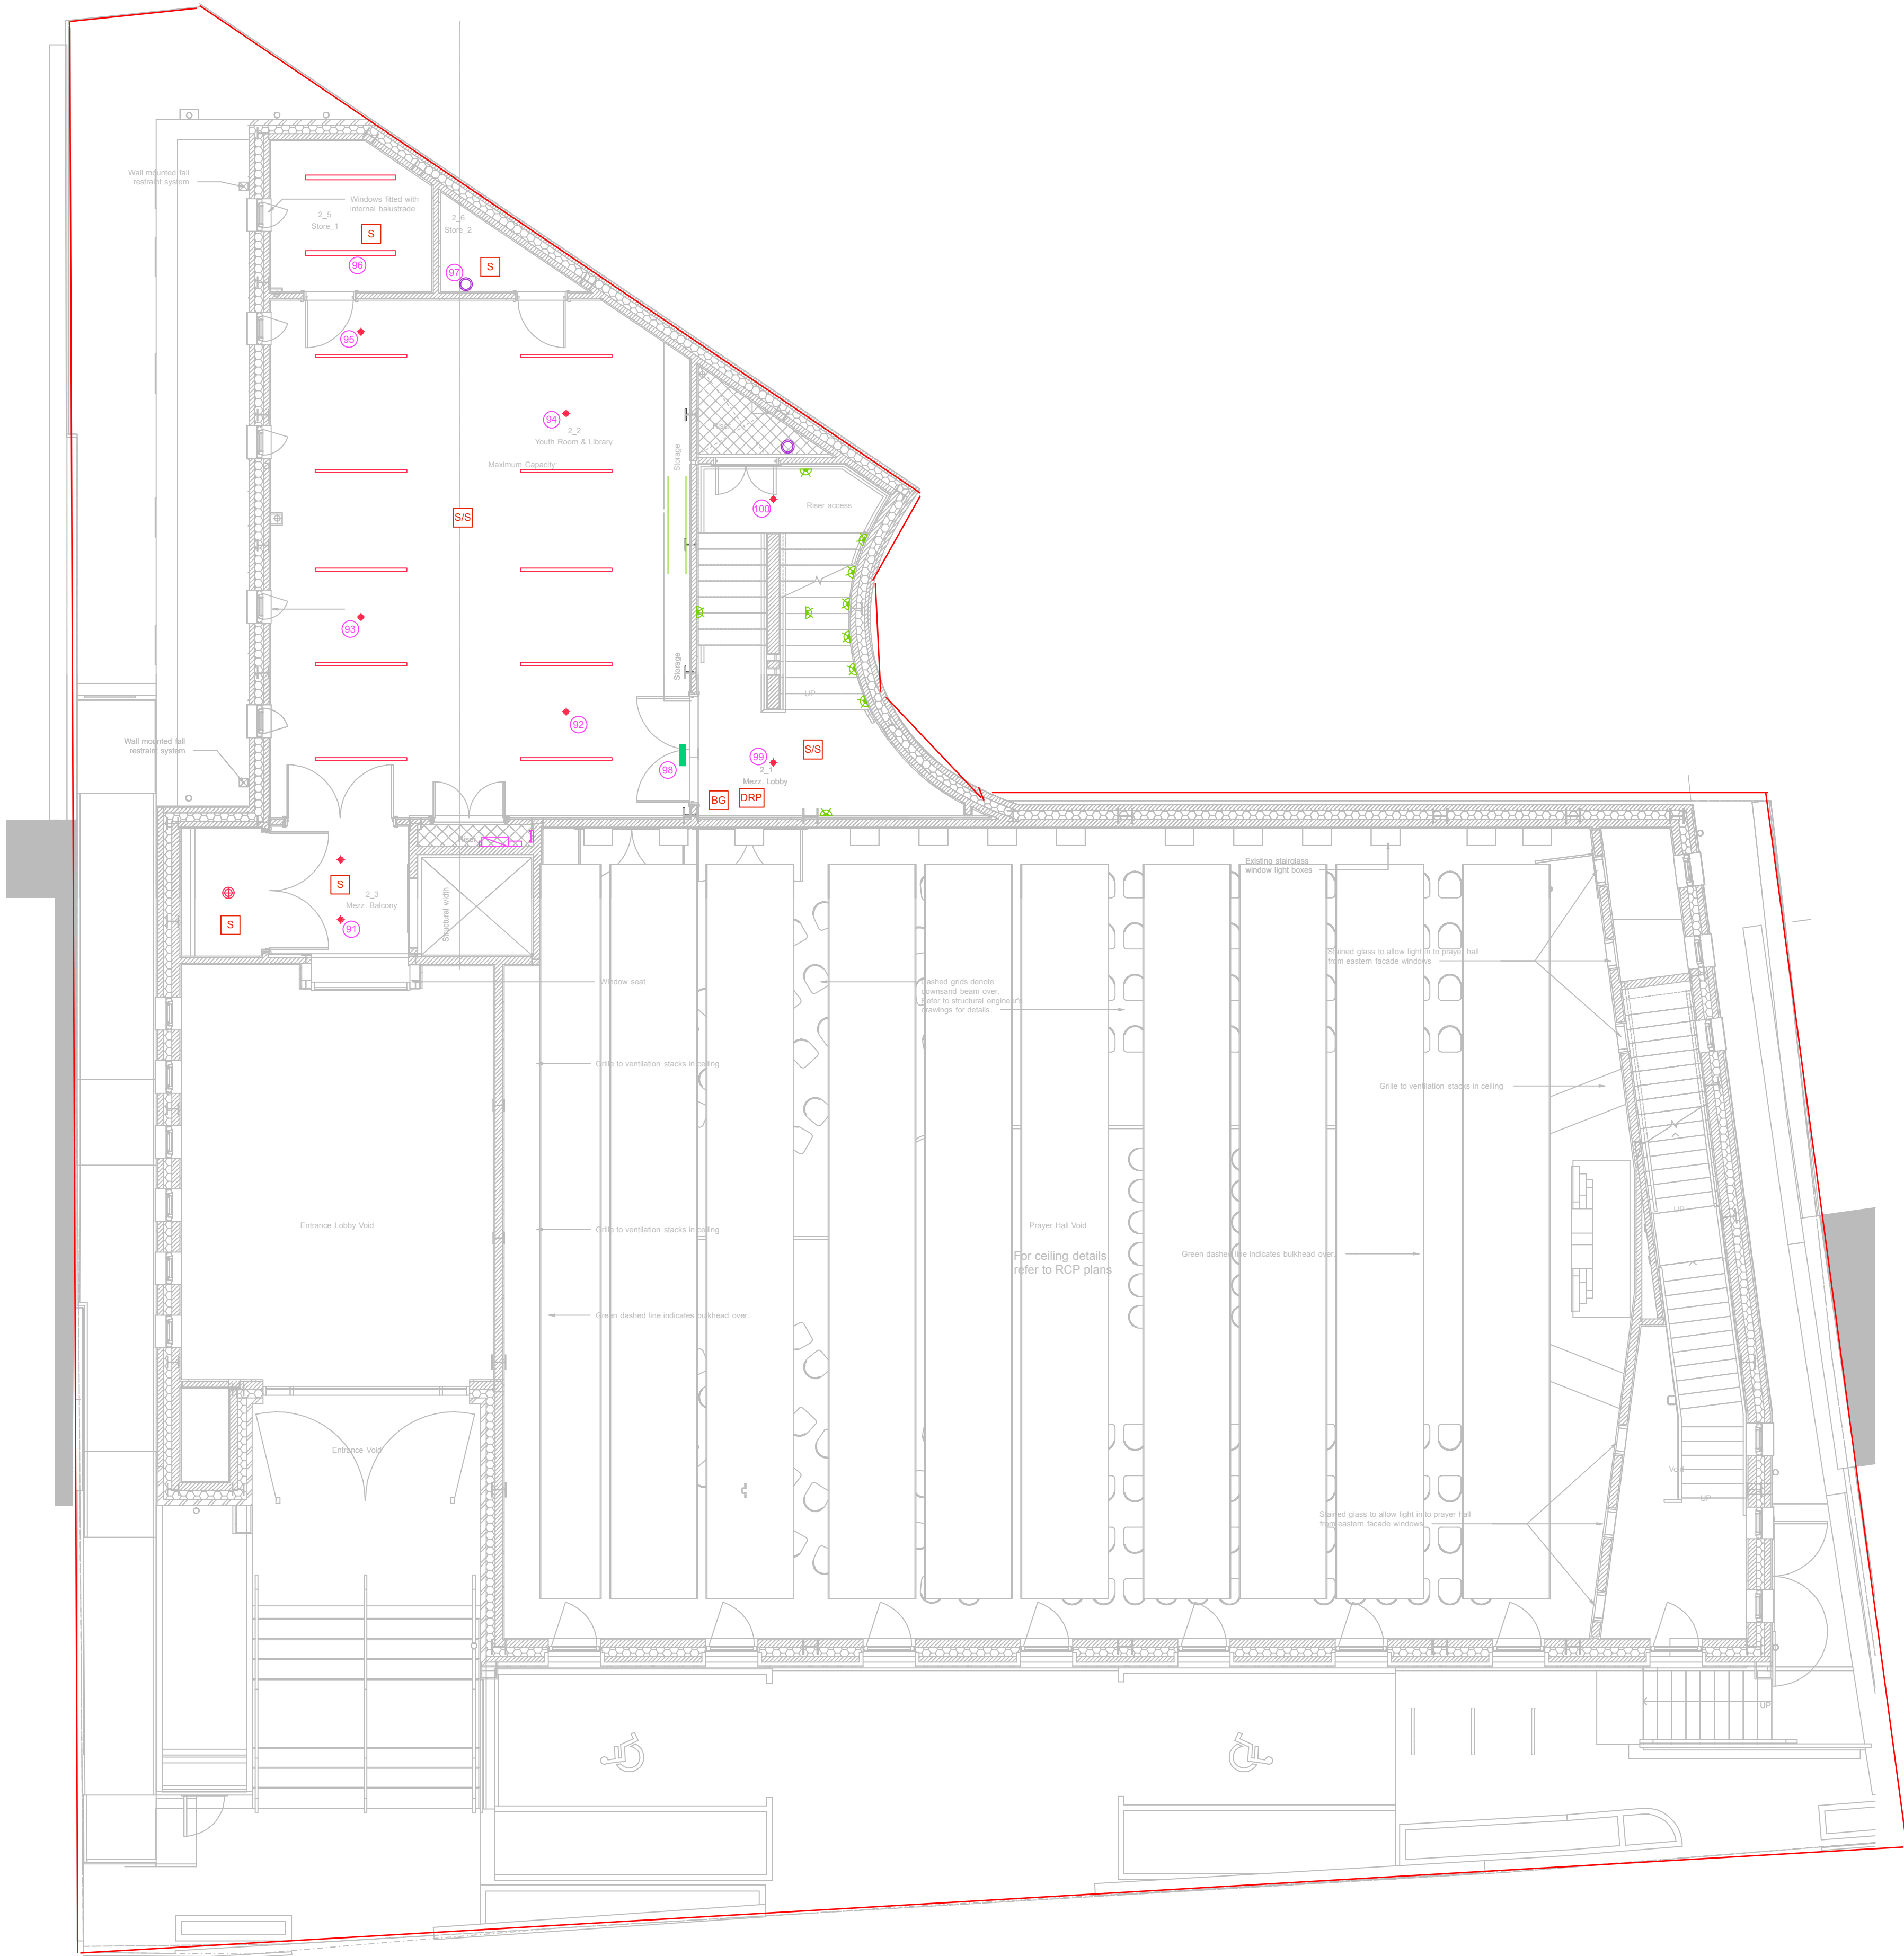 Wall mounted fall
restraint system
Windows fitted with
internal balustrade
2_5
Store_1
S
96
2_6
Store_2
97
S
95
94
2_2
Youth Room & Library
Maximum Capacity:
Storage
Riser
100
Riser access
S/S
93
Storage
UP
92
Wall mounted fall
restraint system
98
99
2_1
Mezz. Lobby
S/S
BG
DRP
S
2_3
Mezz. Balcony
S
91
Structural width
Existing stairglass
window light boxes
Window seat
Dashed grids denote
downsand beam over.
Refer to structural engineer's
drawings for details.
Stained glass to allow light in to prayer hall
from eastern facade windows
Grille to ventilation stacks in ceiling
Grille to ventilation stacks in ceiling
Entrance Lobby Void
Grille to ventilation stacks in ceiling
Prayer Hall Void
For ceiling details
refer to RCP plans
Green dashed line indicates bulkhead over.
UP
Green dashed line indicates bulkhead over.
Entrance Void
Void
UP
Stained glass to allow light in to prayer hall
from eastern facade windows
UP